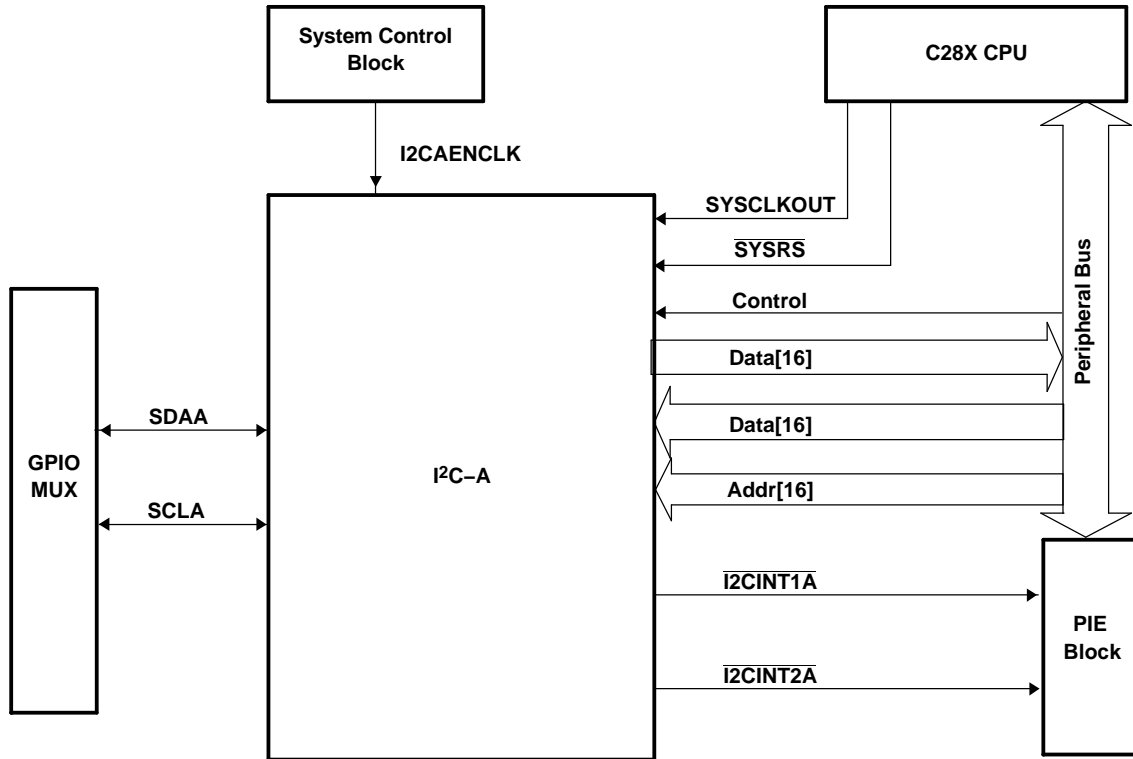 System Control
Block
C28X CPU
I2CAENCLK
SYSCLKOUT
SYSRS
Control
Data[16]
Data[16]
Addr[16]
Peripheral Bus
SDAA
SCLA
GPIO
MUX
I²C–A
I2CINT1A
I2CINT2A
PIE
Block